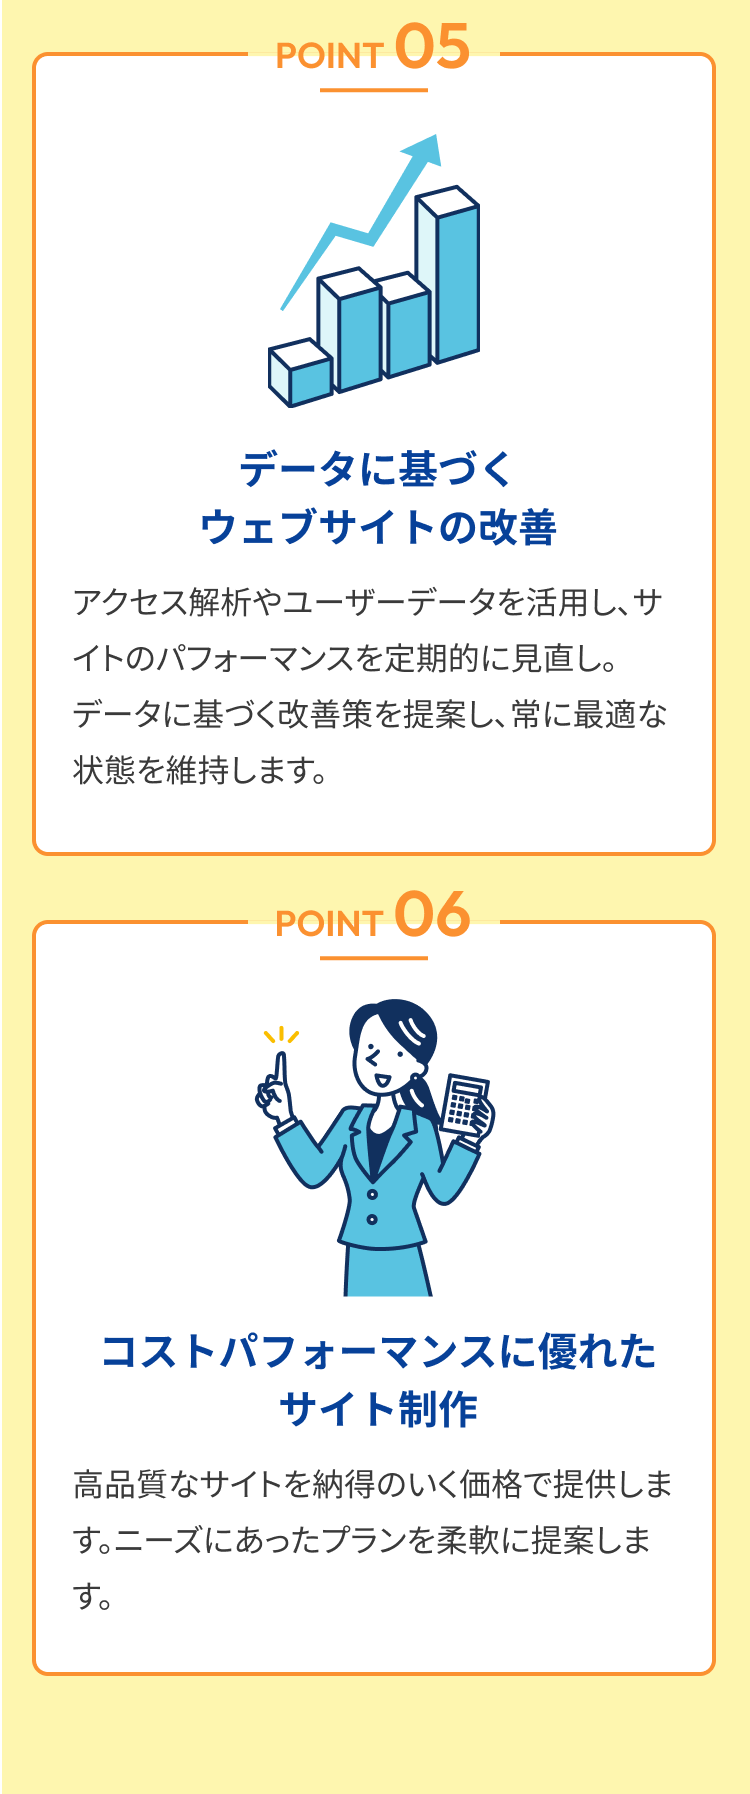 POINT 05
データに基づく
ウェブサイトの改善
アクセス解析やユーザーデータを活用し、サ
イトのパフォーマンスを定期的に見直し。
データに基づく改善策を提案し、常に最適な
状態を維持します。
POINT 06
コストパフォーマンスに優れた
サイト制作
高品質なサイトを納得のいく価格で提供しま
す。ニーズにあったプランを柔軟に提案しま
す。